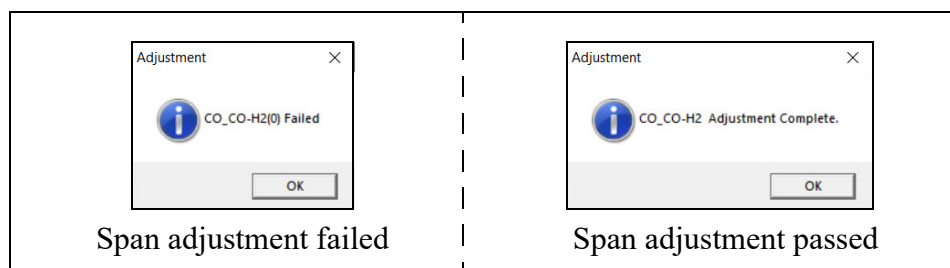 Adjustment
CO_CO-H2(0) Failed
OK
Span adjustment failed
Adjustment
CO_CO-H2 Adjustment Complete.
OK
Span adjustment passed